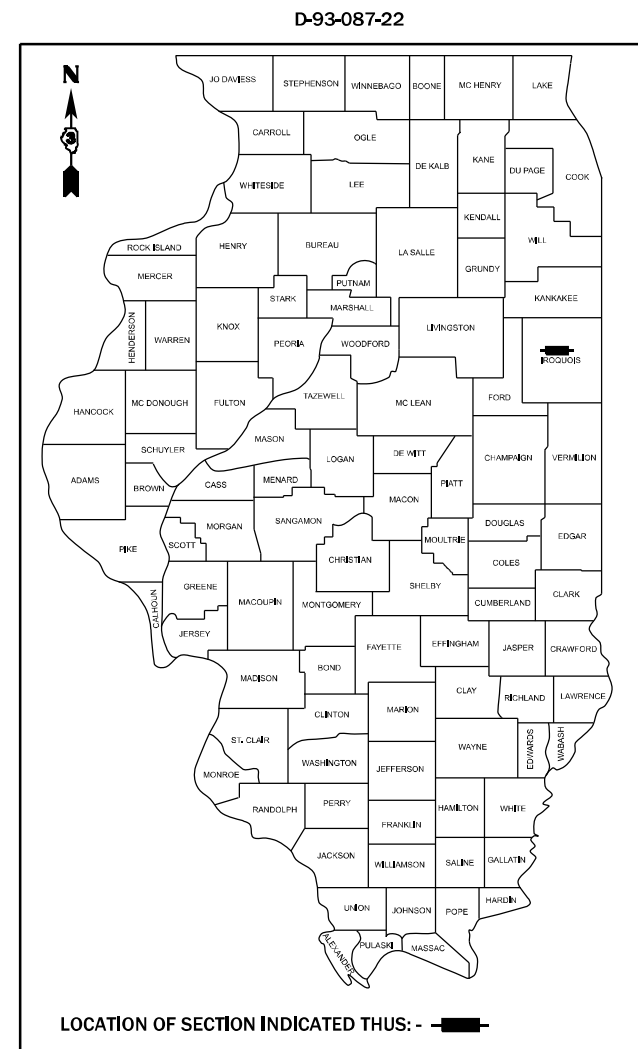 D-93-087-22
N
3
JO DAVIESS STEPHENSON WINNEBAGO BOONE MC HENRY LAKE
CARROLL OGLE DE KALB KANE DU PAGE COOK
WHITESIDE LEE
KENDALL
ROCK ISLAND HENRY BUREAU LA SALLE WILL
MERCER PUTNAM GRUNDY
STARK MARSHALL KANKAKEE
HENDERSON WARREN KNOX PEORIA WOODFORD LIVINGSTON IROQUOIS
HANCOCK MC DONOUGH FULTON TAZEWELL MC LEAN FORD
MASON
SCHUYLER LOGAN DE WITT CHAMPAIGN VERMILION
ADAMS BROWN CASS MENARD MACON PIATT
SANGAMON
MORGAN DOUGLAS
PIKE SCOTT CHRISTIAN MOULTRIE EDGAR
COLES
CALHOUN GREENE MACOUPIN MONTGOMERY SHELBY CUMBERLAND CLARK
JERSEY FAYETTE EFFINGHAM JASPER CRAWFORD
BOND
MADISON CLAY
CLINTON MARION RICHLAND LAWRENCE
ST. CLAIR WAYNE EDWARDS WABASH
WASHINGTON JEFFERSON
MONROE
RANDOLPH PERRY HAMILTON WHITE
FRANKLIN
JACKSON WILLIAMSON SALINE GALLATIN
UNION JOHNSON POPE HARDIN
ALEXANDER PULASKI MASSAC
LOCATION OF SECTION INDICATED THUS: -